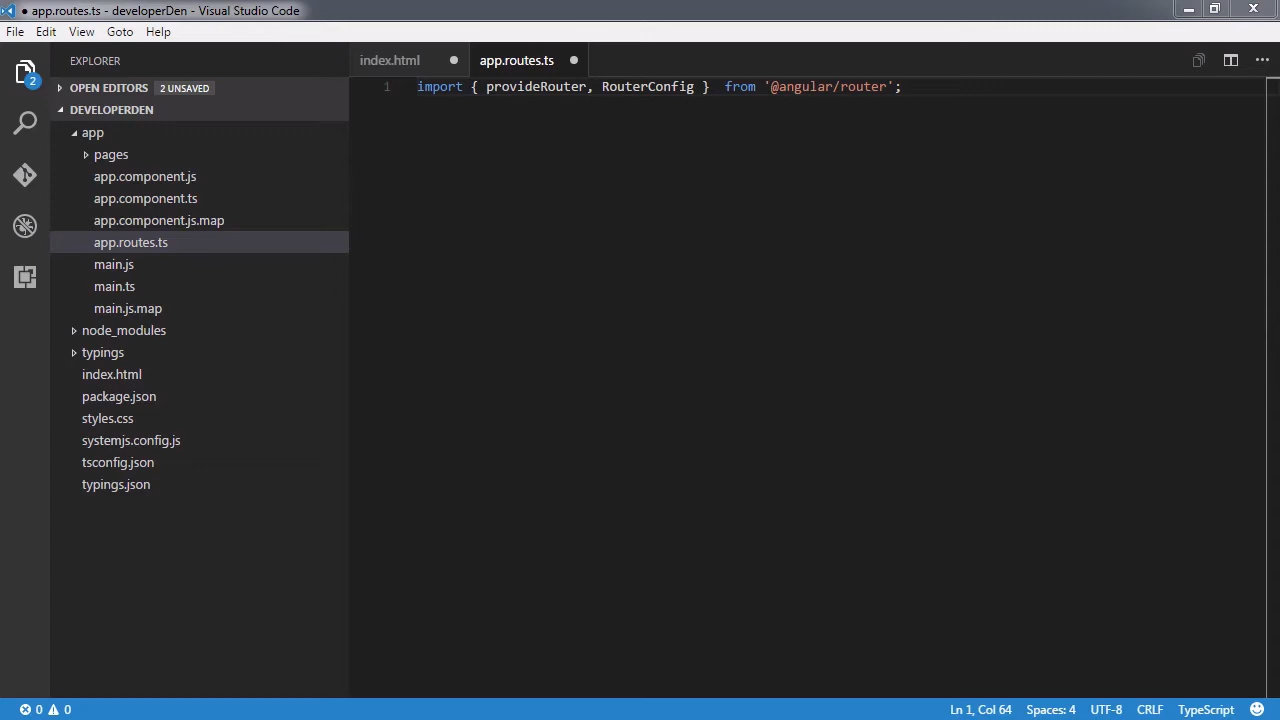 ● app.routes.ts - developerDen - Visual Studio Code
File Edit View Goto Help
EXPLORER
index.html
app.routes.ts
2
OPEN EDITORS 2 UNSAVED
DEVELOPERDEN
app
pages
app.component.js
app.component.ts
app.component.js.map
app.routes.ts
main.js
main.ts
main.js.map
node_modules
typings
index.html
package.json
styles.css
systemjs.config.js
tsconfig.json
typings.json
1 import { provideRouter, RouterConfig }  from '@angular/router';
0 0
Ln 1, Col 64 Spaces: 4 UTF-8 CRLF TypeScript